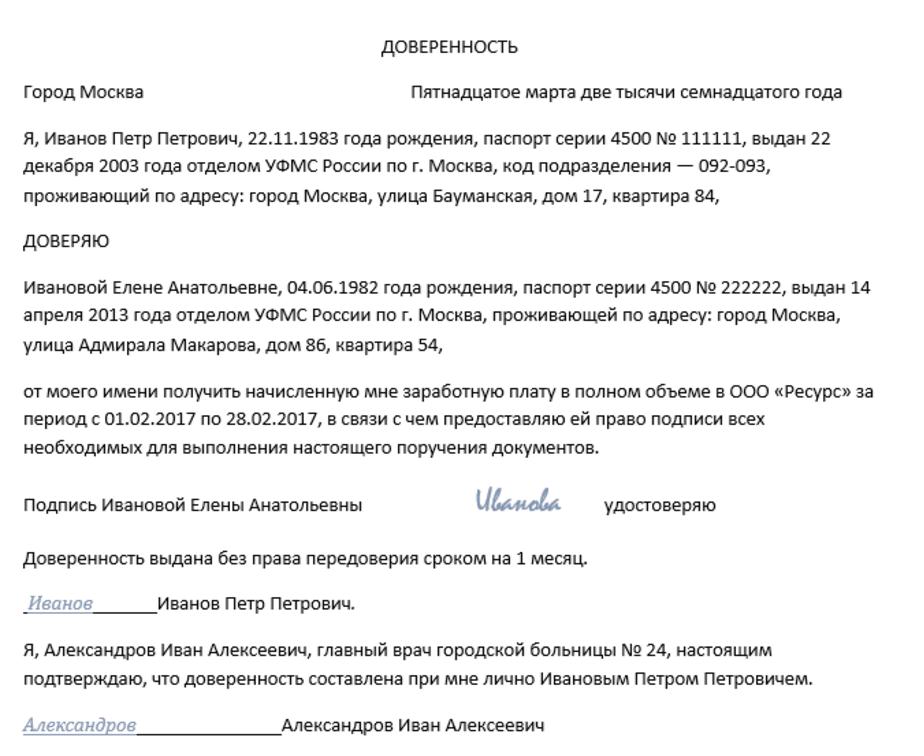 ДОВЕРЕННОСТЬ
Город Москва Пятнадцатое марта две тысячи семнадцатого года
Я, Иванов Петр Петрович, 22.11.1983 года рождения, паспорт серии 4500 № 111111, выдан 22
декабря 2003 года отделом УФМС России по г. Москва, код подразделения — 092-093,
проживающий по адресу: город Москва, улица Бауманская, дом 17, квартира 84,
ДОВЕРЯЮ
Ивановой Елене Анатольевне, 04.06.1982 года рождения, паспорт серии 4500 № 222222, выдан 14
апреля 2013 года отделом УФМС России по г. Москва, проживающей по адресу: город Москва,
улица Адмирала Макарова, дом 86, квартира 54,
от моего имени получить начисленную мне заработную плату в полном объеме в ООО «Ресурс» за
период с 01.02.2017 по 28.02.2017, в связи с чем предоставляю ей право подписи всех
необходимых для выполнения настоящего поручения документов.
Подпись Ивановой Елены Анатольевны Иванова удостоверяю
Доверенность выдана без права передоверия сроком на 1 месяц.
Иванов______Иванов Петр Петрович.
Я, Александров Иван Алексеевич, главный врач городской больницы № 24, настоящим
подтверждаю, что доверенность составлена при мне лично Ивановым Петром Петровичем.
Александров_____________Александров Иван Алексеевич